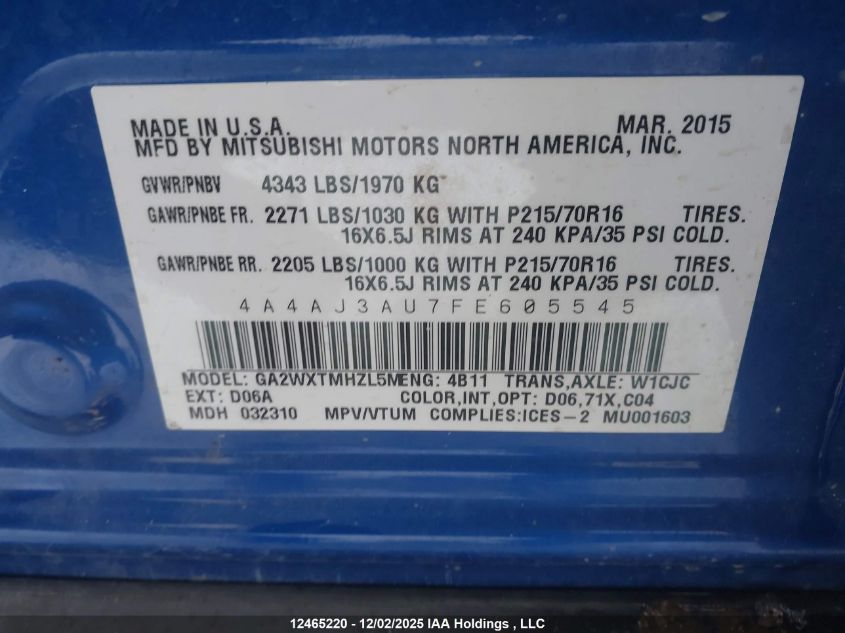 MADE IN U.S.A. MAR. 2015
MFD BY MITSUBISHI MOTORS NORTH AMERICA, INC.
GVWR/PNBV 4343 LBS/1970 KG
GAWR/PNBE FR. 2271 LBS/1030 KG WITH P215/70R16 TIRES.
16X6.5J RIMS AT 240 KPA/35 PSI COLD.
GAWR/PNBE RR. 2205 LBS/1000 KG WITH P215/70R16 TIRES.
16X6.5J RIMS AT 240 KPA/35 PSI COLD.
4A4AJ3AU7FE605545
MODEL: GA2WXTMHZL5MENG: 4B11 TRANS,AXLE: W1CJC
EXT: D06A COLOR,INT,OPT: D06,71X,C04
MDH 032310 MPV/VTUM COMPLIES:ICES-2 MU001603
12465220 - 12/02/2025 IAA Holdings , LLC